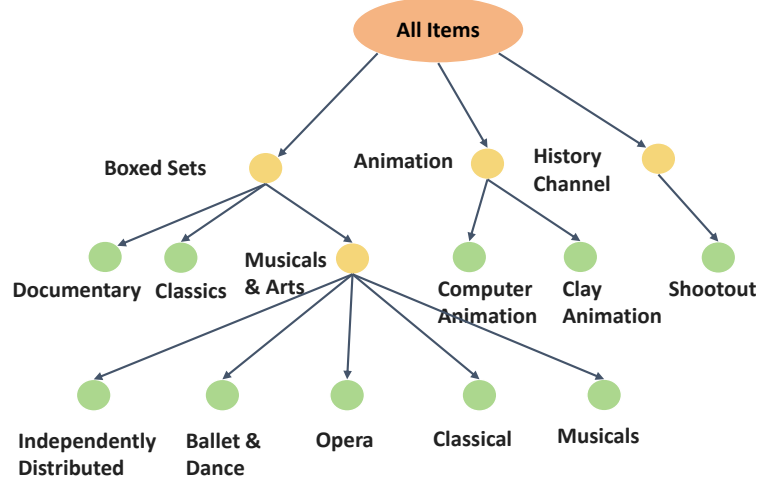 All Items
Boxed Sets
Animation
History
Channel
Documentary
Classics
Musicals
& Arts
Computer
Animation
Clay
Animation
Shootout
Independently
Distributed
Ballet &
Dance
Opera
Classical
Musicals